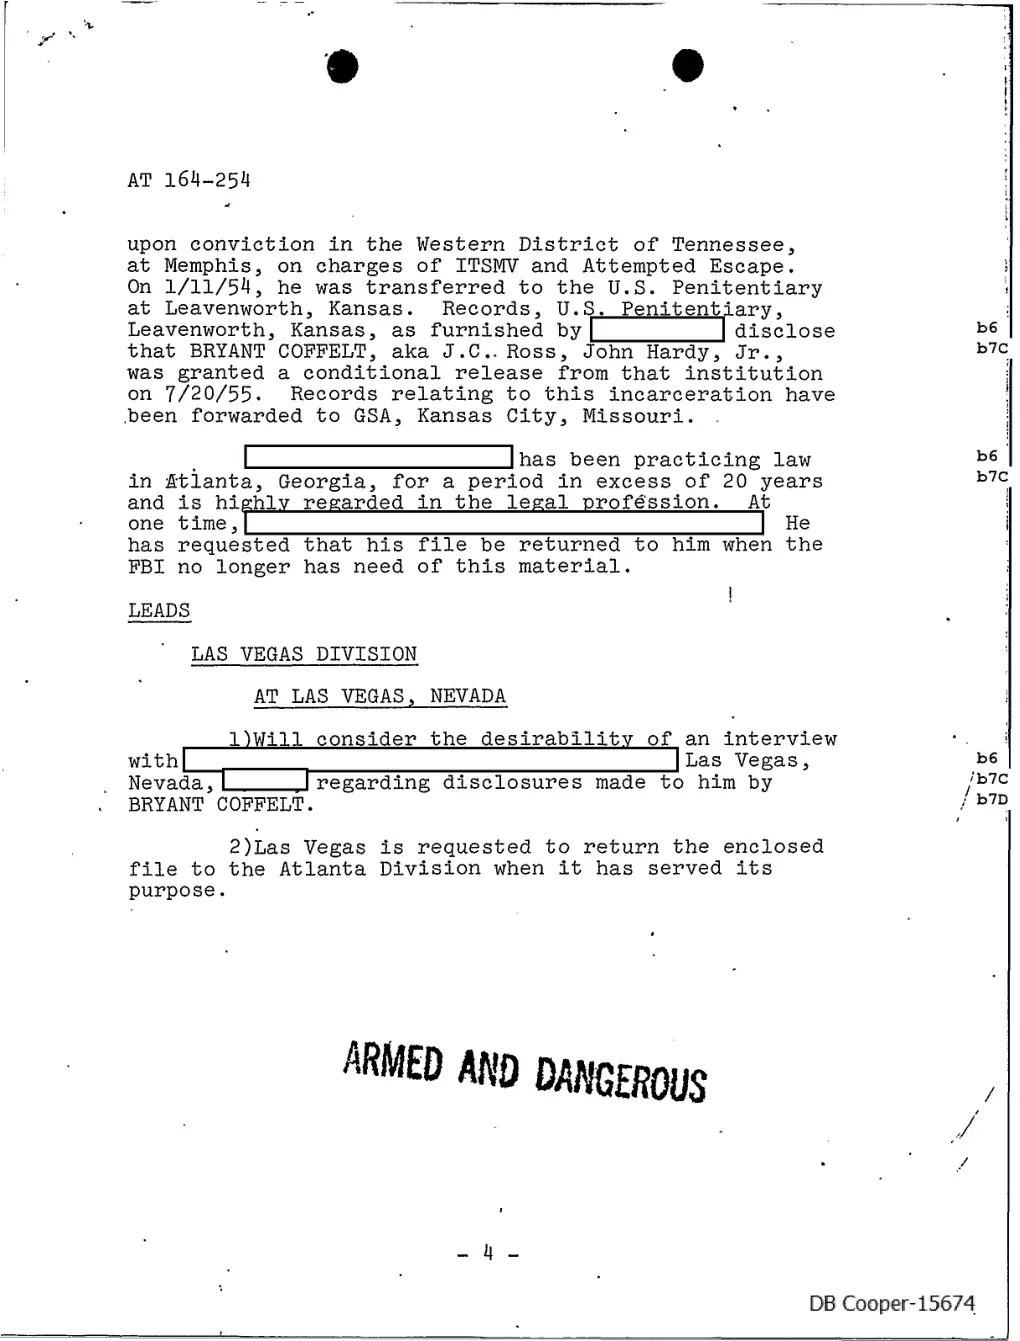 AT 164-254
upon conviction in the Western District of Tennessee,
at Memphis, on charges of ITSMV and Attempted Escape.
On 1/11/54, he was transferred to the U.S. Penitentiary
at Leavenworth, Kansas. Records, U.S. Penitentiary,
Leavenworth, Kansas, as furnished by disclose b6
that BRYANT COFFELT, aka J.C. Ross, John Hardy, Jr., b7C
was granted a conditional release from that institution
on 7/20/55. Records relating to this incarceration have
been forwarded to GSA, Kansas City, Missouri.
has been practicing law b6
in Atlanta, Georgia, for a period in excess of 20 years b7C
and is highly regarded in the legal profession. At
one time, He
has requested that his file be returned to him when the
FBI no longer has need of this material.
LEADS
LAS VEGAS DIVISION
AT LAS VEGAS, NEVADA
1)Will consider the desirability of an interview
with Las Vegas, b6
Nevada, regarding disclosures made to him by b7C
BRYANT COFFELT. b7D
2)Las Vegas is requested to return the enclosed
file to the Atlanta Division when it has served its
purpose.
ARMED AND DANGEROUS
- 4 -
DB Cooper-15674